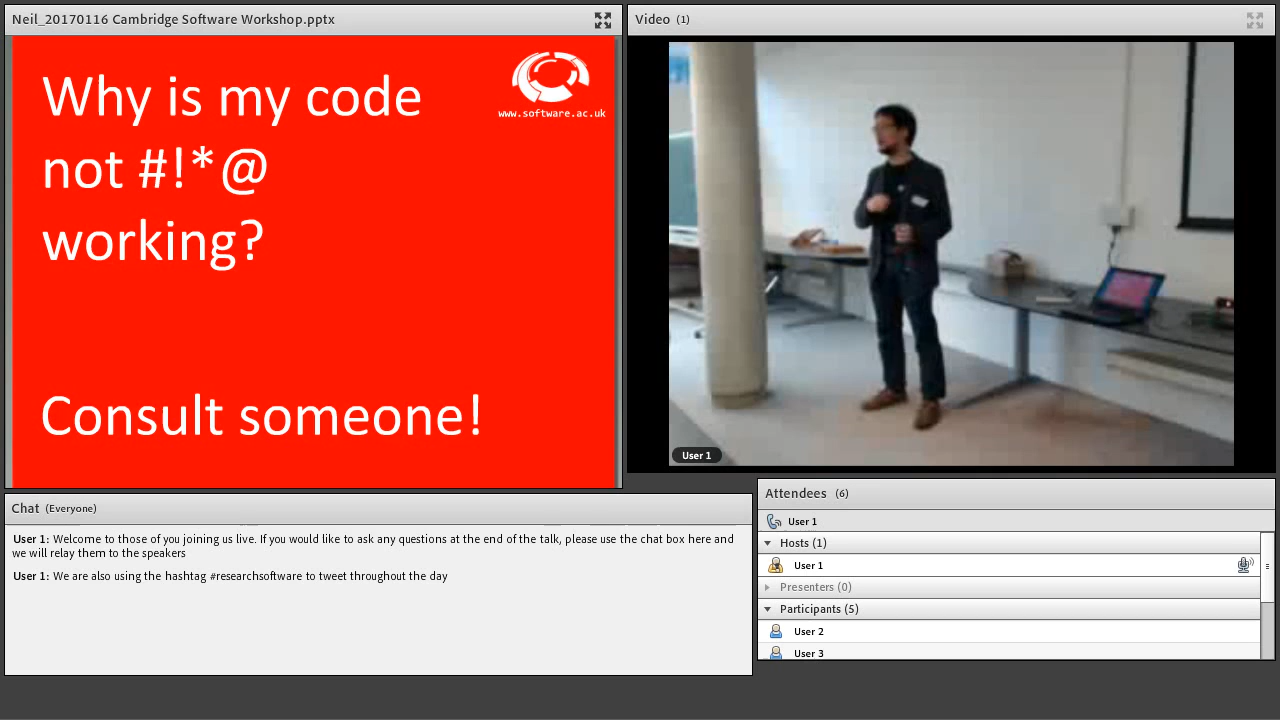 Neil_20170116 Cambridge Software Workshop.pptx
Why is my code
not #!*@
working?
www.software.ac.uk
Consult someone!
Video (1)
User 1
Chat (Everyone)
User 1: Welcome to those of you joining us live. If you would like to ask any questions at the end of the talk, please use the chat box here and
we will relay them to the speakers
User 1: We are also using the hashtag #researchsoftware to tweet throughout the day
Attendees (6)
User 1
Hosts (1)
User 1
Presenters (0)
Participants (5)
User 2
User 3